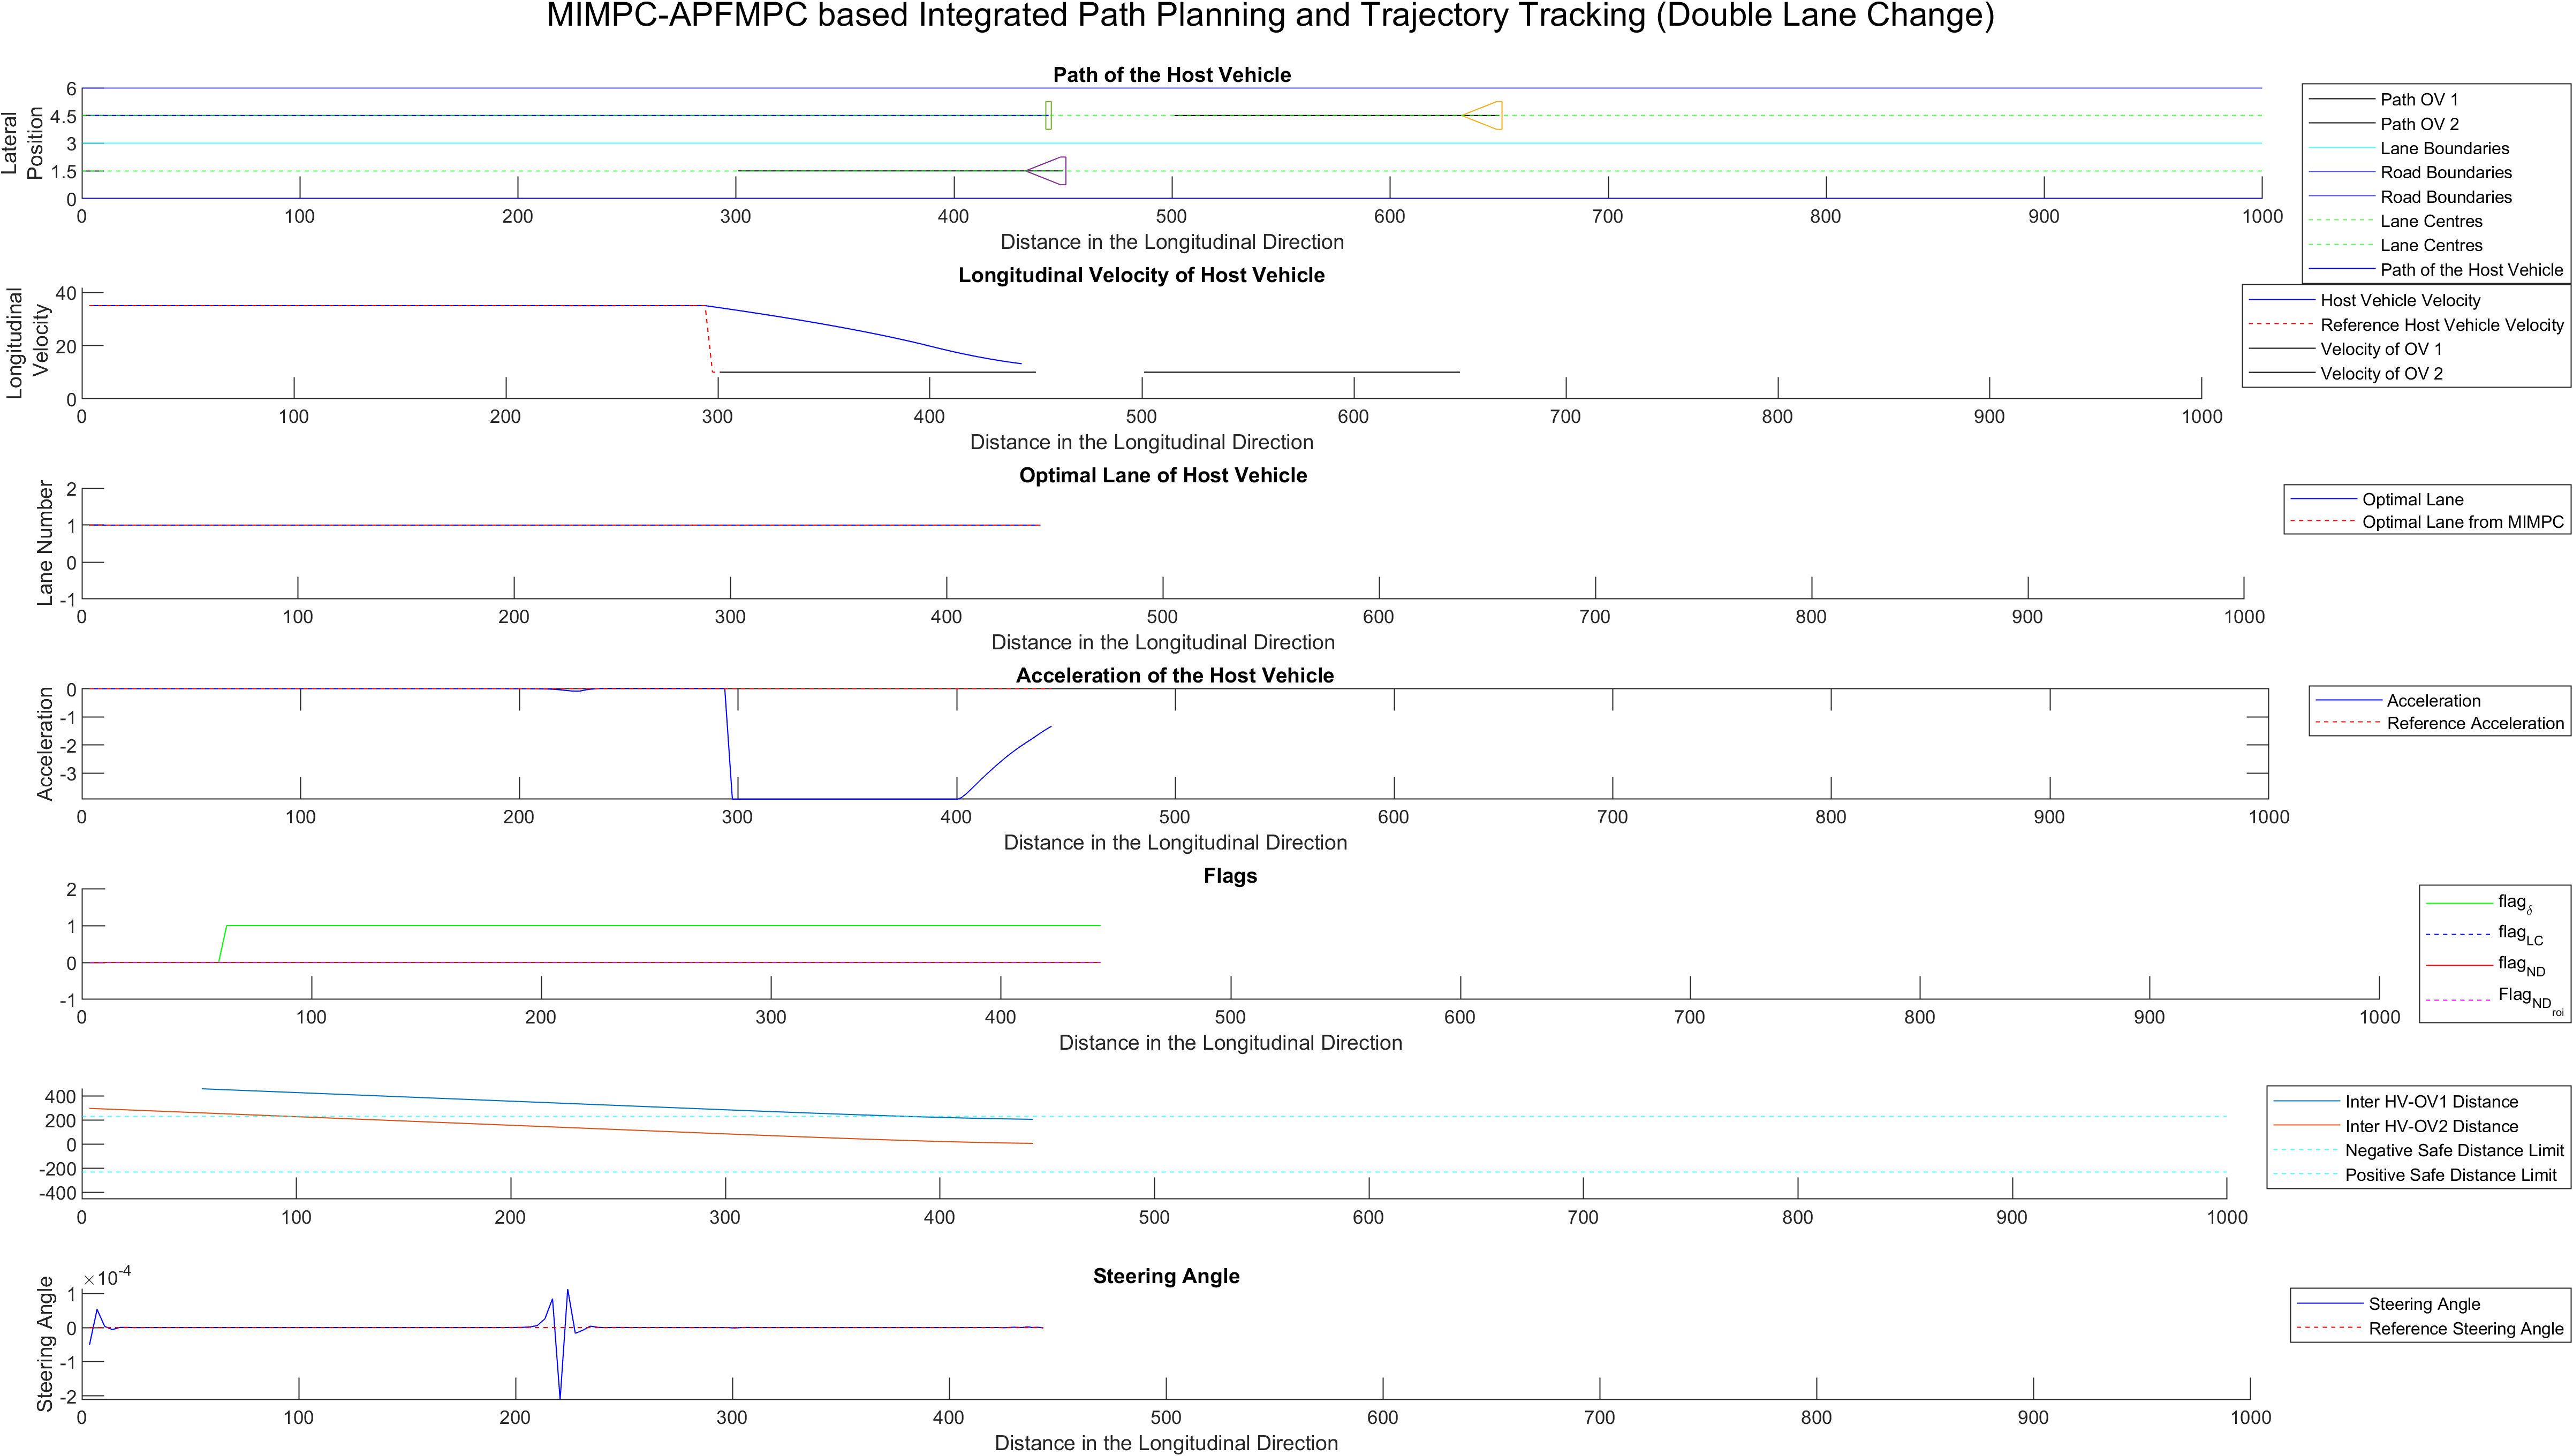 MIMPC-APFMPC based Integrated Path Planning and Trajectory Tracking (Double Lane Change)
Path of the Host Vehicle
Lateral
Position
6
4.5
3
1.5
0
0 100 200 300 400 500 600 700 800 900 1000
Distance in the Longitudinal Direction
Path OV 1
Path OV 2
Lane Boundaries
Road Boundaries
Road Boundaries
Lane Centres
Lane Centres
Path of the Host Vehicle
Longitudinal Velocity of Host Vehicle
Longitudinal
Velocity
40
20
0
0 100 200 300 400 500 600 700 800 900 1000
Distance in the Longitudinal Direction
Host Vehicle Velocity
Reference Host Vehicle Velocity
Velocity of OV 1
Velocity of OV 2
Optimal Lane of Host Vehicle
Lane Number
2
1
0
-1
0 100 200 300 400 500 600 700 800 900 1000
Distance in the Longitudinal Direction
Optimal Lane
Optimal Lane from MIMPC
Acceleration of the Host Vehicle
Acceleration
0
-1
-2
-3
0 100 200 300 400 500 600 700 800 900 1000
Distance in the Longitudinal Direction
Acceleration
Reference Acceleration
Flags
2
1
0
-1
0 100 200 300 400 500 600 700 800 900 1000
Distance in the Longitudinal Direction
flagδ
flagLC
flagND
FlagNDroi
400
200
0
-200
-400
0 100 200 300 400 500 600 700 800 900 1000
Inter HV-OV1 Distance
Inter HV-OV2 Distance
Negative Safe Distance Limit
Positive Safe Distance Limit
Steering Angle
×10-4
Steering Angle
1
0
-1
-2
0 100 200 300 400 500 600 700 800 900 1000
Distance in the Longitudinal Direction
Steering Angle
Reference Steering Angle